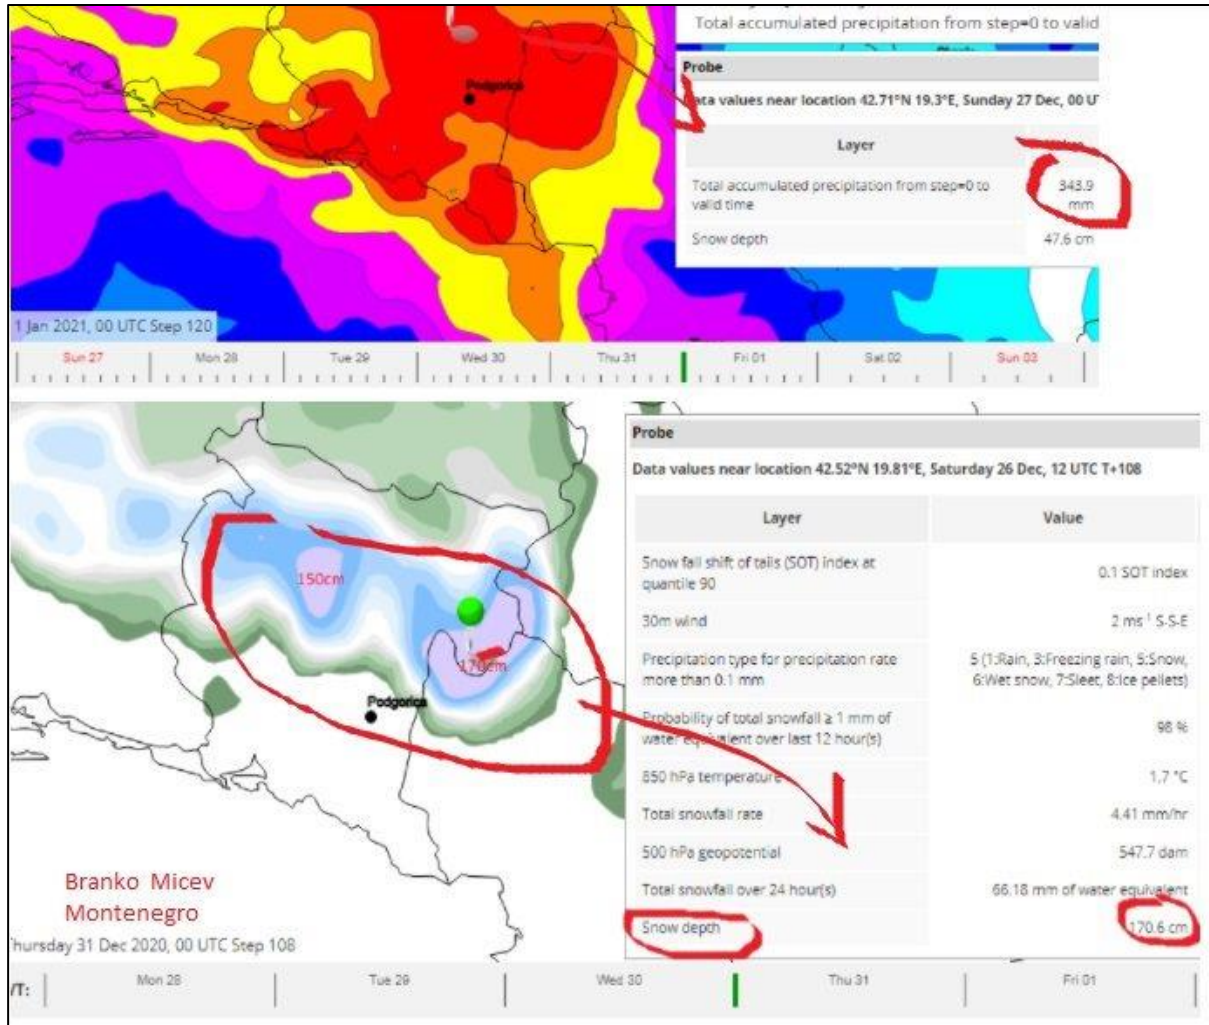 Total accumulated precipitation from step=0 to valid
Probe
Data values near location 42.71°N 19.3°E, Sunday 27 Dec, 00 UT
Podgorica
Layer
Total accumulated precipitation from step=0 to
valid time
343.9
mm
Snow depth
47.6 cm
1 Jan 2021, 00 UTC Step 120
Sun 27
Mon 28
Tue 29
Wed 30
Thu 31
Fri 01
Sat 02
Sun 03
Probe
Data values near location 42.52°N 19.81°E, Saturday 26 Dec, 12 UTC T+108
Layer
Value
Snow fall shift of tails (SOT) index at
quantile 90
0.1 SOT index
30m wind
2 ms¹ S-S-E
Precipitation type for precipitation rate
more than 0.1 mm
5 (1:Rain, 3:Freezing rain, 5:Snow,
6:Wet snow, 7:Sleet, 8:Ice pellets)
Probability of total snowfall ≥ 1 mm of
water equivalent over last 12 hour(s)
98 %
850 hPa temperature
1.7 °C
Total snowfall rate
4.41 mm/hr
500 hPa geopotential
547.7 dam
Total snowfall over 24 hour(s)
66.18 mm of water equivalent
Snow depth
170.6 cm
150cm
170cm
Podgorica
Branko Micev
Montenegro
hursday 31 Dec 2020, 00 UTC Step 108
/T:
Mon 28
Tue 29
Wed 30
Thu 31
Fri 01